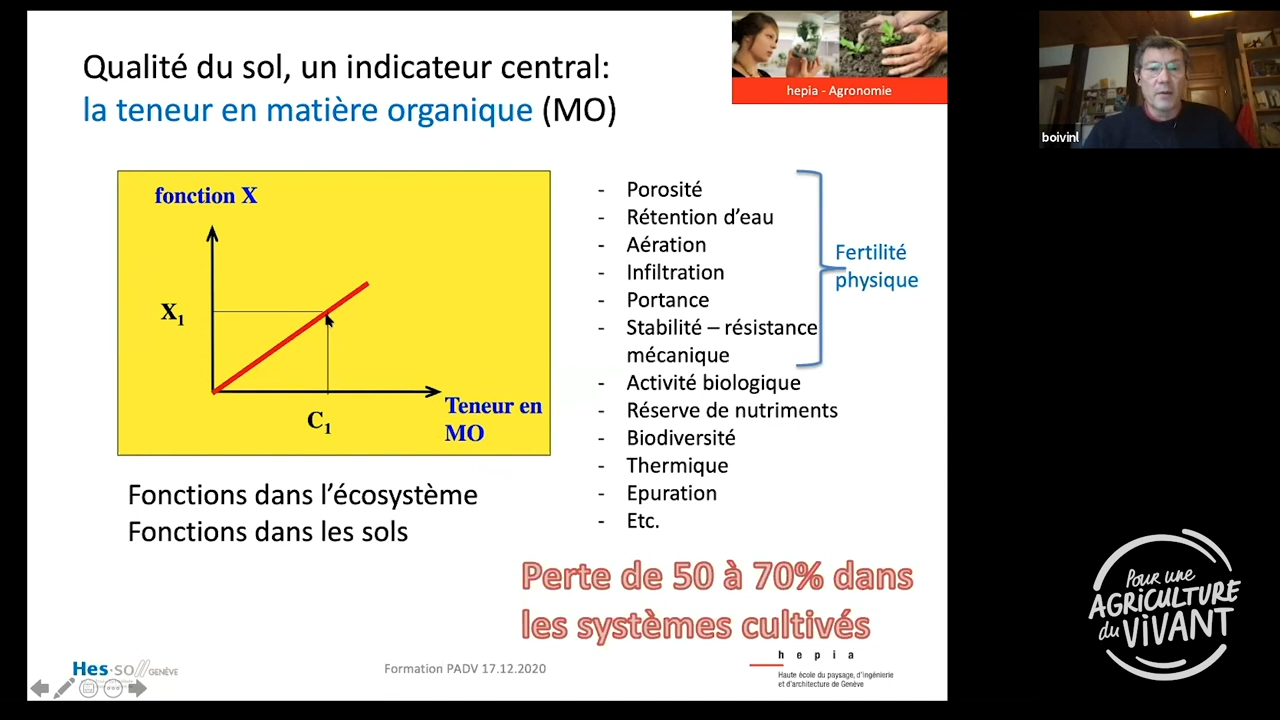 Qualité du sol, un indicateur central:
la teneur en matière organique (MO)
hepia - Agronomie
boivinl
fonction X
X1
C1
Teneur en
MO
Fonctions dans l'écosystème
Fonctions dans les sols
- Porosité
- Rétention d'eau
- Aération
- Infiltration
- Portance
- Stabilité – résistance
mécanique
- Activité biologique
- Réserve de nutriments
- Biodiversité
- Thermique
- Epuration
- Etc.
Fertilité
physique
Perte de 50 à 70% dans
les systèmes cultivés
Hes·so GENÈVE
Formation PADV 17.12.2020
hepia
Haute école du paysage, d'ingénierie
et d'architecture de Genève
POUR UNE
AGRICULTURE
du VIVANT